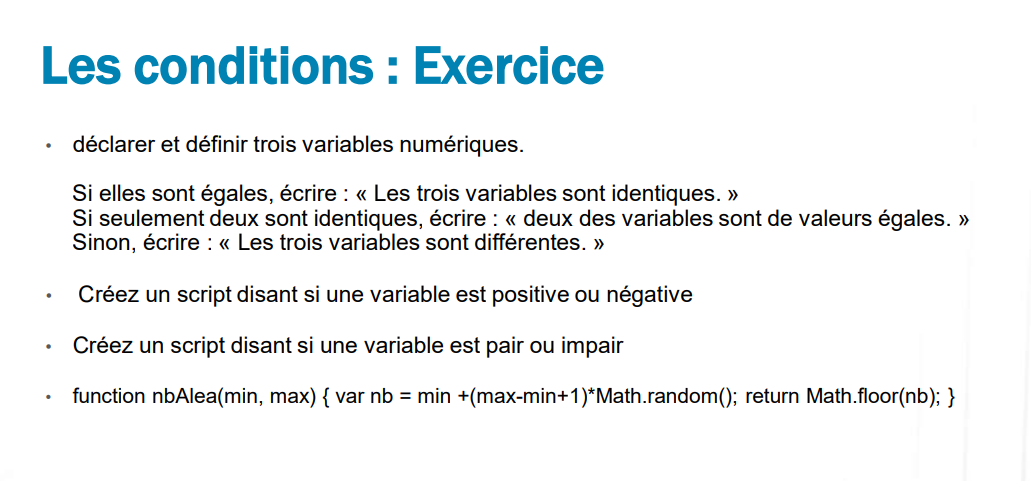 Les conditions : Exercice
• déclarer et définir trois variables numériques.
Si elles sont égales, écrire : « Les trois variables sont identiques. »
Si seulement deux sont identiques, écrire : « deux des variables sont de valeurs égales. »
Sinon, écrire : « Les trois variables sont différentes. »
• Créez un script disant si une variable est positive ou négative
• Créez un script disant si une variable est pair ou impair
• function nbAlea(min, max) { var nb = min +(max-min+1)*Math.random(); return Math.floor(nb); }